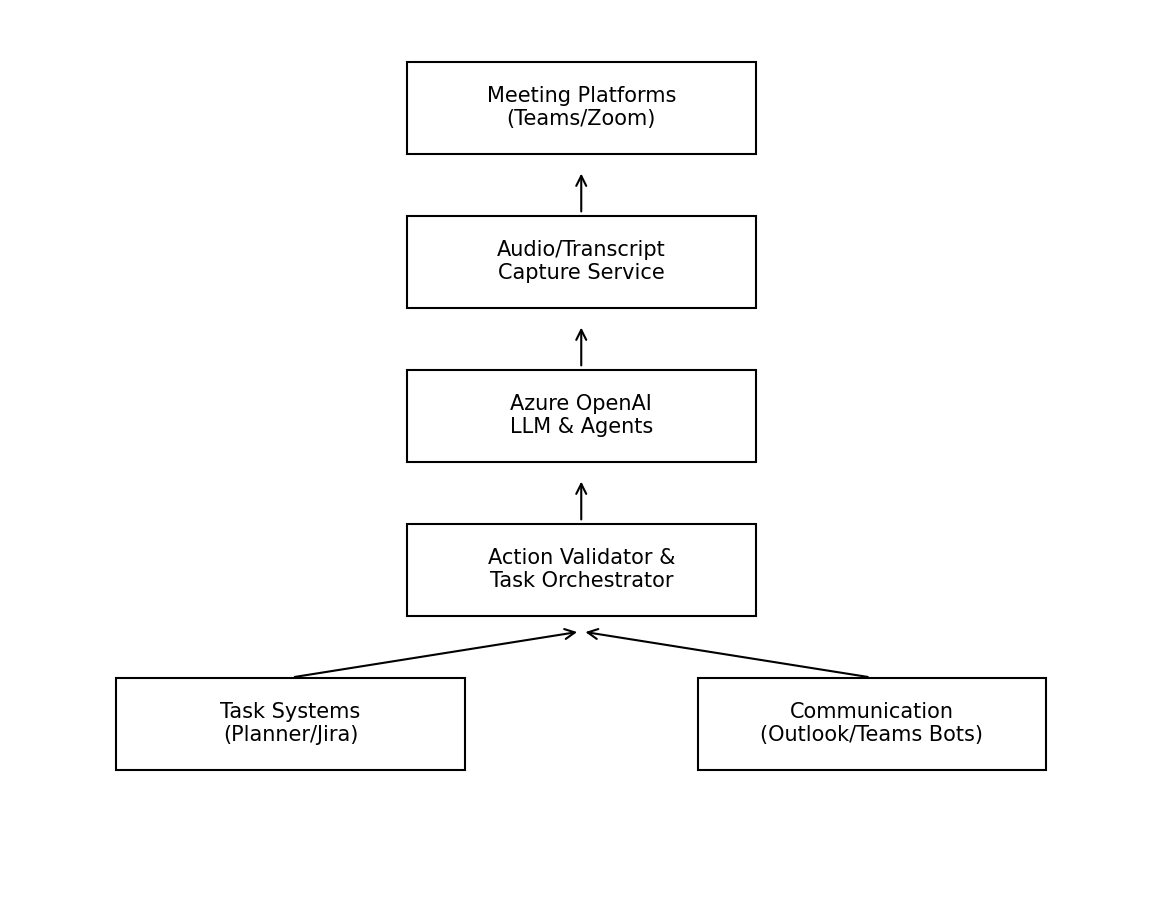 Meeting Platforms
(Teams/Zoom)
Audio/Transcript
Capture Service
Azure OpenAI
LLM & Agents
Action Validator &
Task Orchestrator
Task Systems
(Planner/Jira)
Communication
(Outlook/Teams Bots)